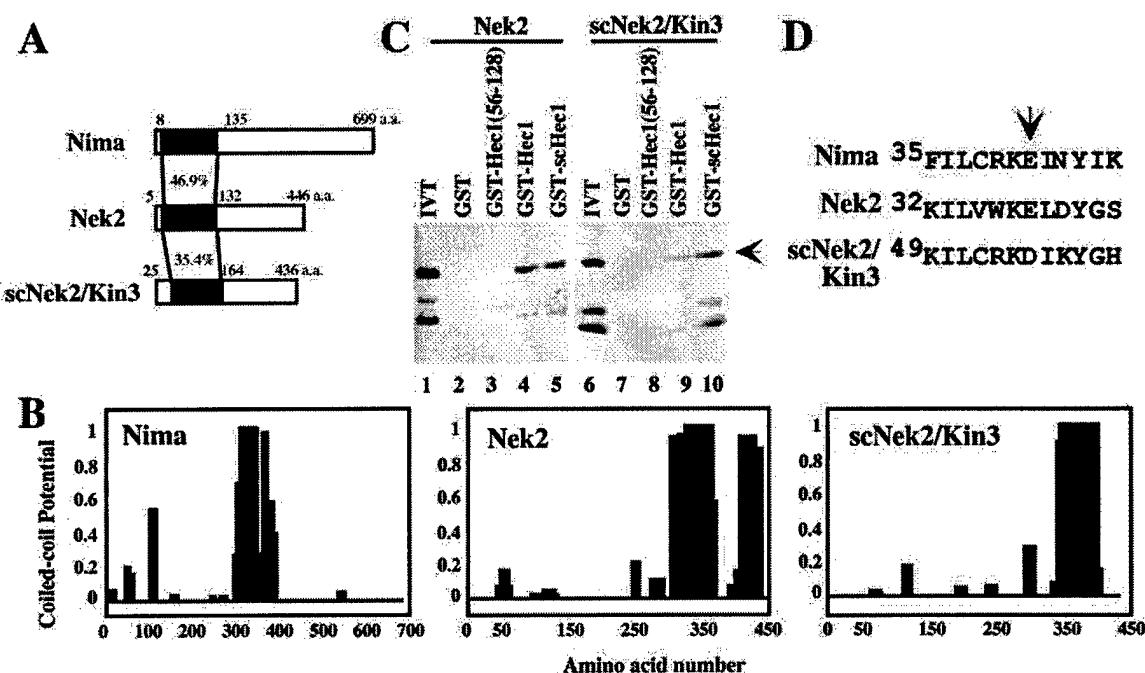 A
8 135 699 a.a.
Nima
46.9%
5 132 446 a.a.
Nek2
35.4%
25 164 436 a.a.
scNek2/Kin3
C
Nek2 scNek2/Kin3
IVT
GST
GST-Hec1(56-128)
GST-Hec1
GST-scHec1
IVT
GST
GST-Hec1(56-128)
GST-Hec1
GST-scHec1
1 2 3 4 5 6 7 8 9 10
D
Nima 35FILCRKEINYIK
Nek2 32KILVWKELDYGS
scNek2/ 49KILCRKDIKYGH
Kin3
B
Coiled-coil Potential
Nima
1
0.8
0.6
0.4
0.2
0
0 100 200 300 400 500 600 700
Nek2
1
0.8
0.6
0.4
0.2
0
0 50 150 250 350 450
scNek2/Kin3
1
0.8
0.6
0.4
0.2
0
0 50 150 250 350 450
Amino acid number